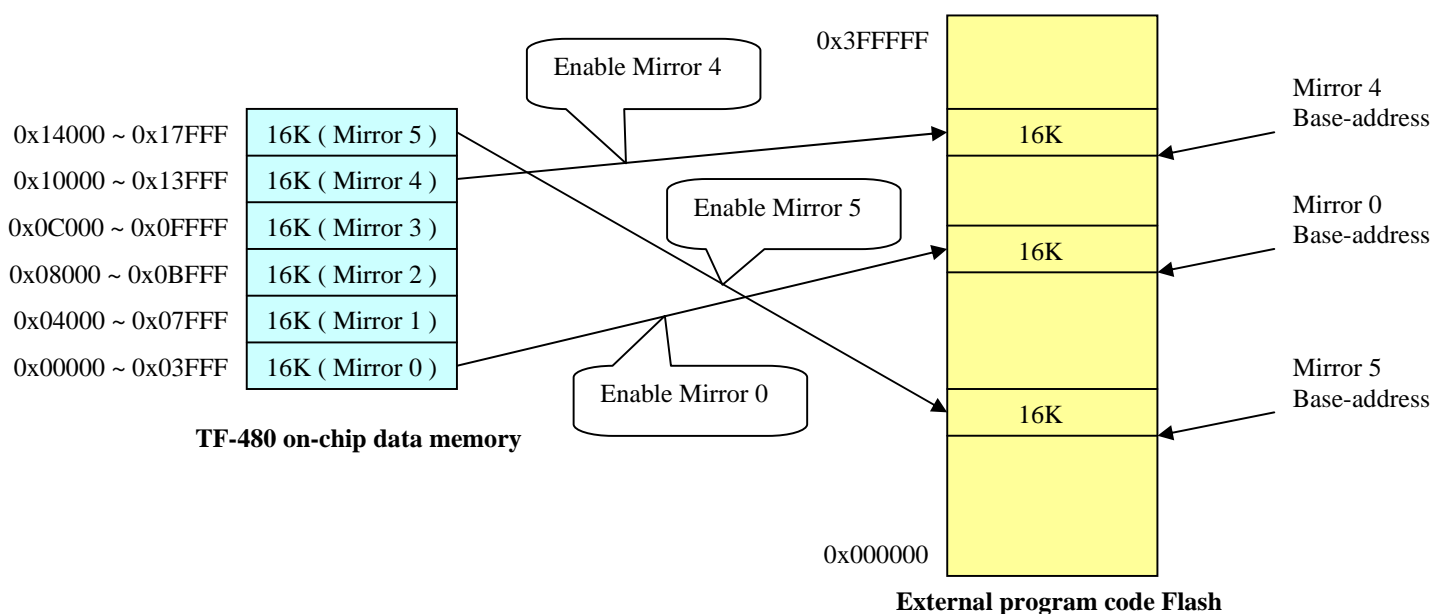 0x3FFFFF
Enable Mirror 4
Mirror 4
Base-address
0x14000 ~ 0x17FFF
16K ( Mirror 5 )
16K
0x10000 ~ 0x13FFF
16K ( Mirror 4 )
Enable Mirror 5
Mirror 0
Base-address
0x0C000 ~ 0x0FFFF
16K ( Mirror 3 )
16K
0x08000 ~ 0x0BFFF
16K ( Mirror 2 )
0x04000 ~ 0x07FFF
16K ( Mirror 1 )
0x00000 ~ 0x03FFF
16K ( Mirror 0 )
Enable Mirror 0
Mirror 5
Base-address
16K
TF-480 on-chip data memory
0x000000
External program code Flash